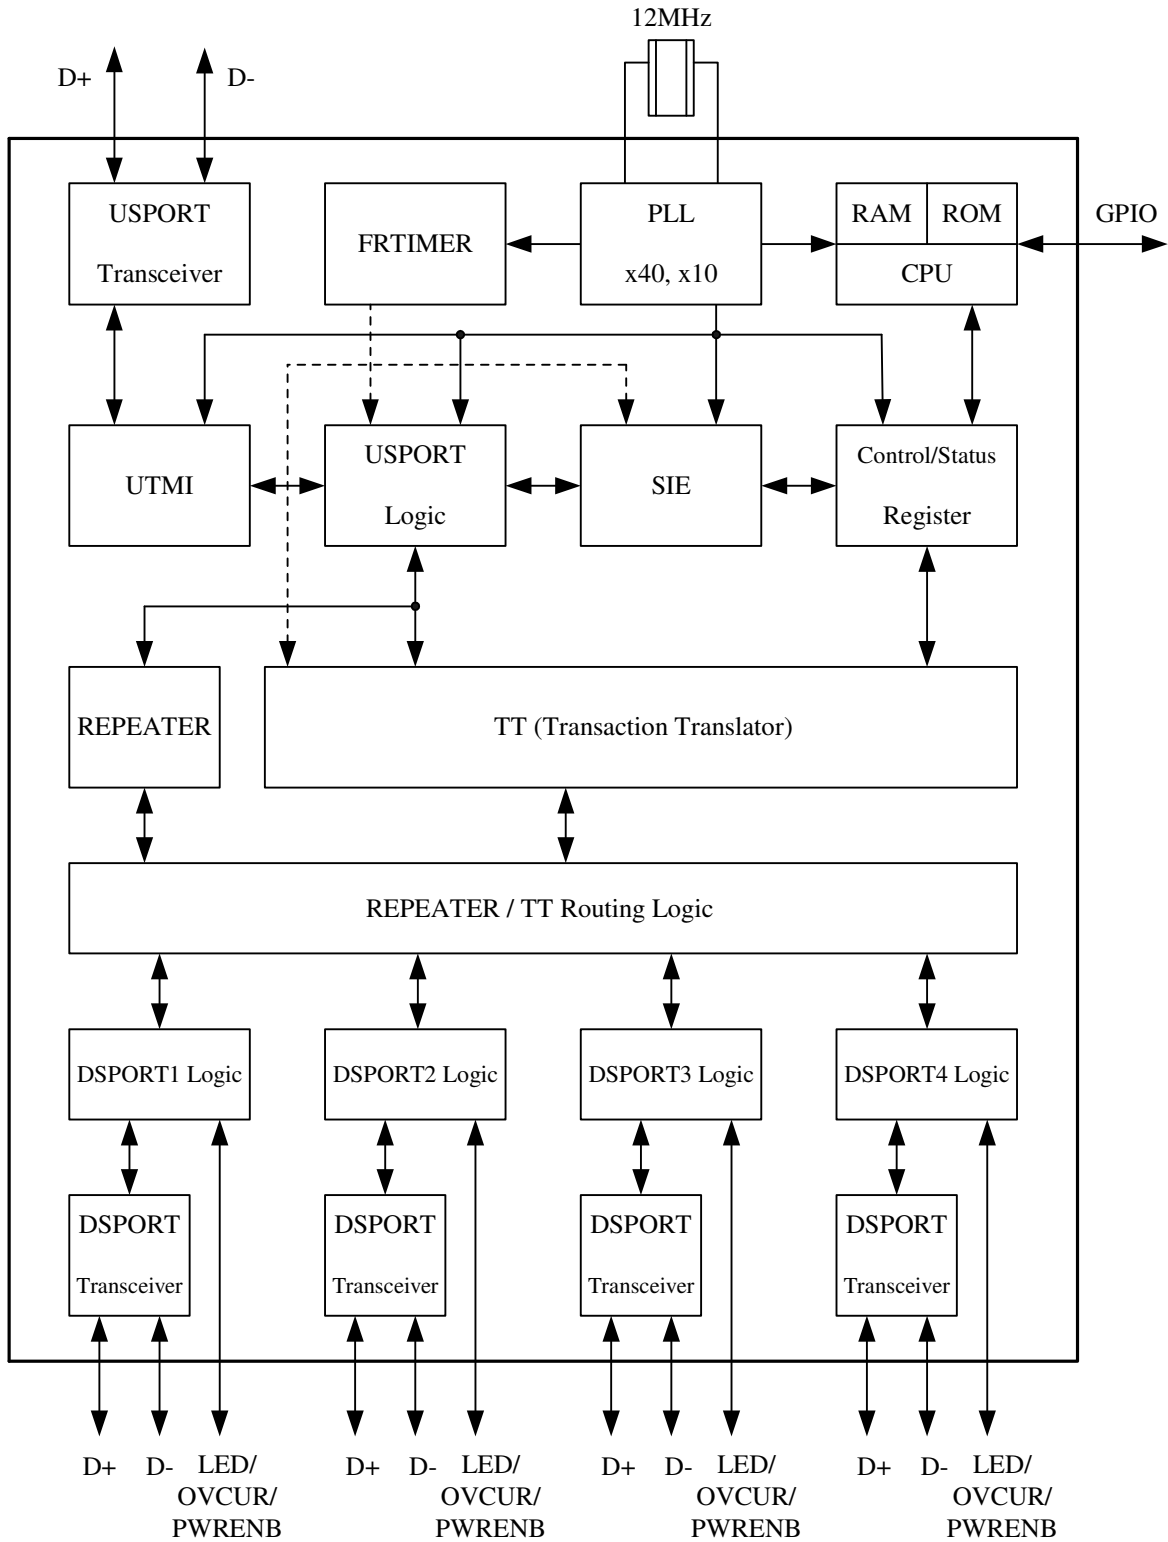 12MHz
D+ D-
USPORT
Transceiver
FRTIMER
PLL
x40, x10
RAM ROM
CPU
GPIO
UTMI
USPORT
Logic
SIE
Control/Status
Register
REPEATER
TT (Transaction Translator)
REPEATER / TT Routing Logic
DSPORT1 Logic
DSPORT2 Logic
DSPORT3 Logic
DSPORT4 Logic
DSPORT
Transceiver
DSPORT
Transceiver
DSPORT
Transceiver
DSPORT
Transceiver
D+ D- LED/
OVCUR/
PWRENB
D+ D- LED/
OVCUR/
PWRENB
D+ D- LED/
OVCUR/
PWRENB
D+ D- LED/
OVCUR/
PWRENB